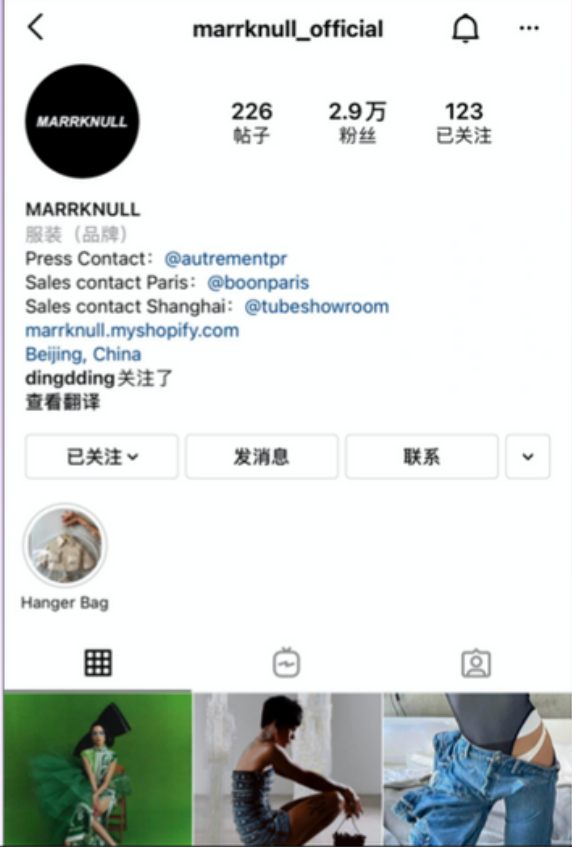 marrknull_official
MARRKNULL
226 2.9万 123
帖子 粉丝 已关注
MARRKNULL
服装（品牌）
Press Contact：@autrementpr
Sales contact Paris：@boonparis
Sales contact Shanghai：@tubeshowroom
marrknull.myshopify.com
Beijing, China
dingdding关注了
查看翻译
已关注 发消息 联系
Hanger Bag